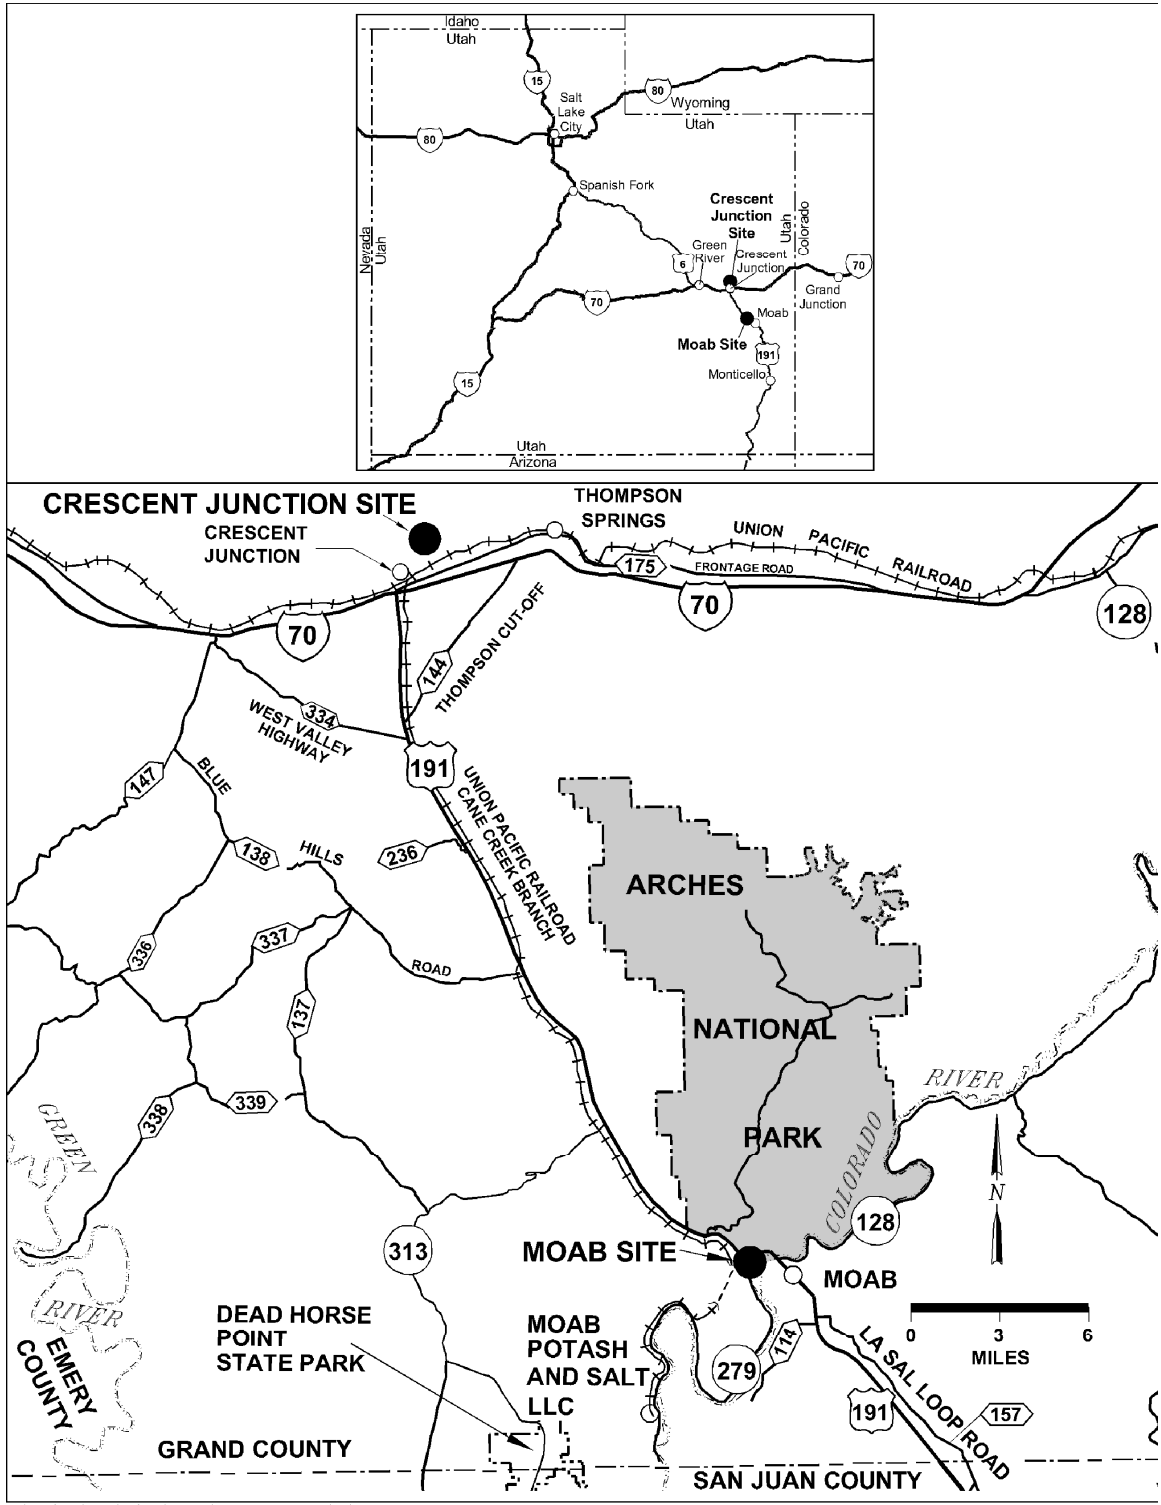 Idaho
Utah
15
80
Salt
Lake
City
Wyoming
Utah
80
Spanish Fork
Crescent
Junction
Site
Utah
Colorado
Nevada
Utah
Green
River
6
Crescent
Junction
70
Grand
Junction
70
Moab
Moab Site
191
Monticello
15
Utah
Arizona
CRESCENT JUNCTION SITE
CRESCENT
JUNCTION
THOMPSON
SPRINGS
UNION PACIFIC RAILROAD
175
FRONTAGE ROAD
70
70
128
144
THOMPSON CUT-OFF
334
WEST VALLEY
HIGHWAY
191
147
BLUE
HILLS
ROAD
138
236
UNION PACIFIC RAILROAD
CANE CREEK BRANCH
ARCHES
NATIONAL
PARK
336
337
137
338
339
GREEN
RIVER
COLORADO
RIVER
N
128
313
MOAB SITE
MOAB
DEAD HORSE
POINT
STATE PARK
MOAB
POTASH
AND SALT
LLC
114
279
0 3 6
MILES
LA SAL LOOP ROAD
191
157
EMERY
COUNTY
GRAND COUNTY
SAN JUAN COUNTY